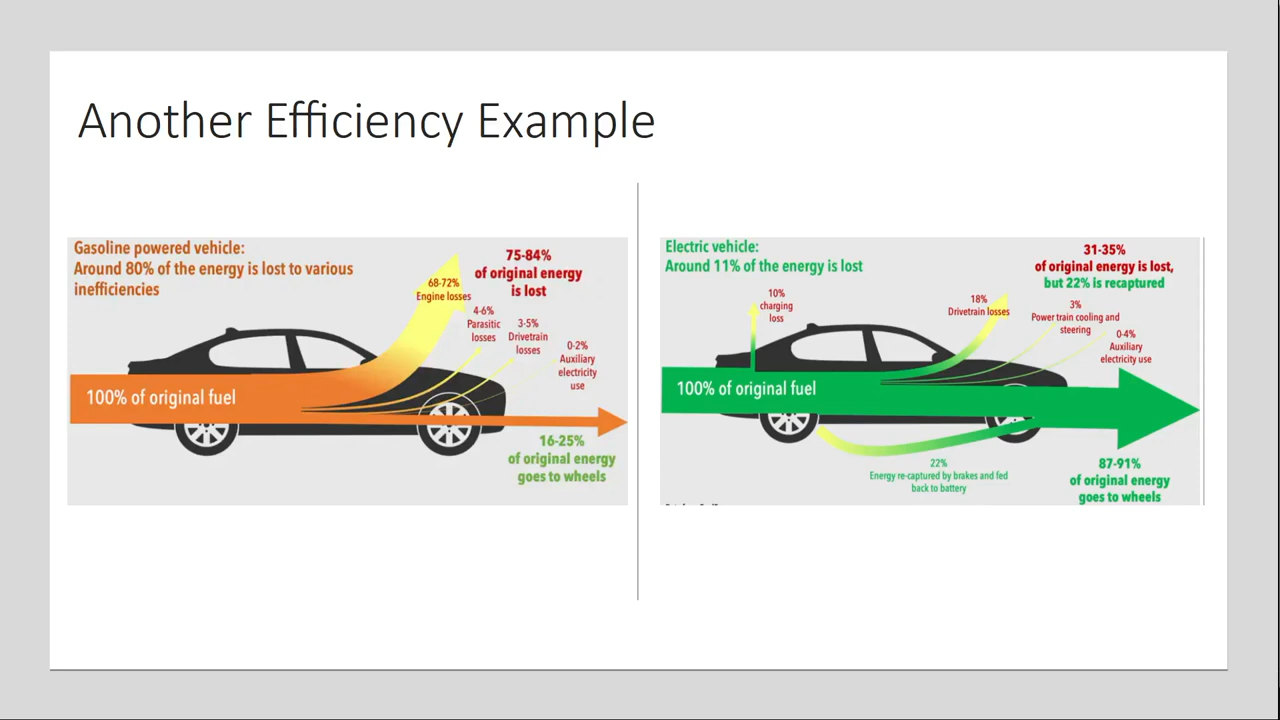 Another Efficiency Example
Gasoline powered vehicle:
Around 80% of the energy is lost to various
inefficiencies
75-84%
of original energy
is lost
68-72%
Engine losses
4-6%
Parasitic
losses
3-5%
Drivetrain
losses
0-2%
Auxiliary
electricity
use
100% of original fuel
16-25%
of original energy
goes to wheels
Electric vehicle:
Around 11% of the energy is lost
31-35%
of original energy is lost,
but 22% is recaptured
10%
charging
loss
18%
Drivetrain losses
3%
Power train cooling and
steering
0-4%
Auxiliary
electricity use
100% of original fuel
22%
Energy re-captured by brakes and fed
back to battery
87-91%
of original energy
goes to wheels